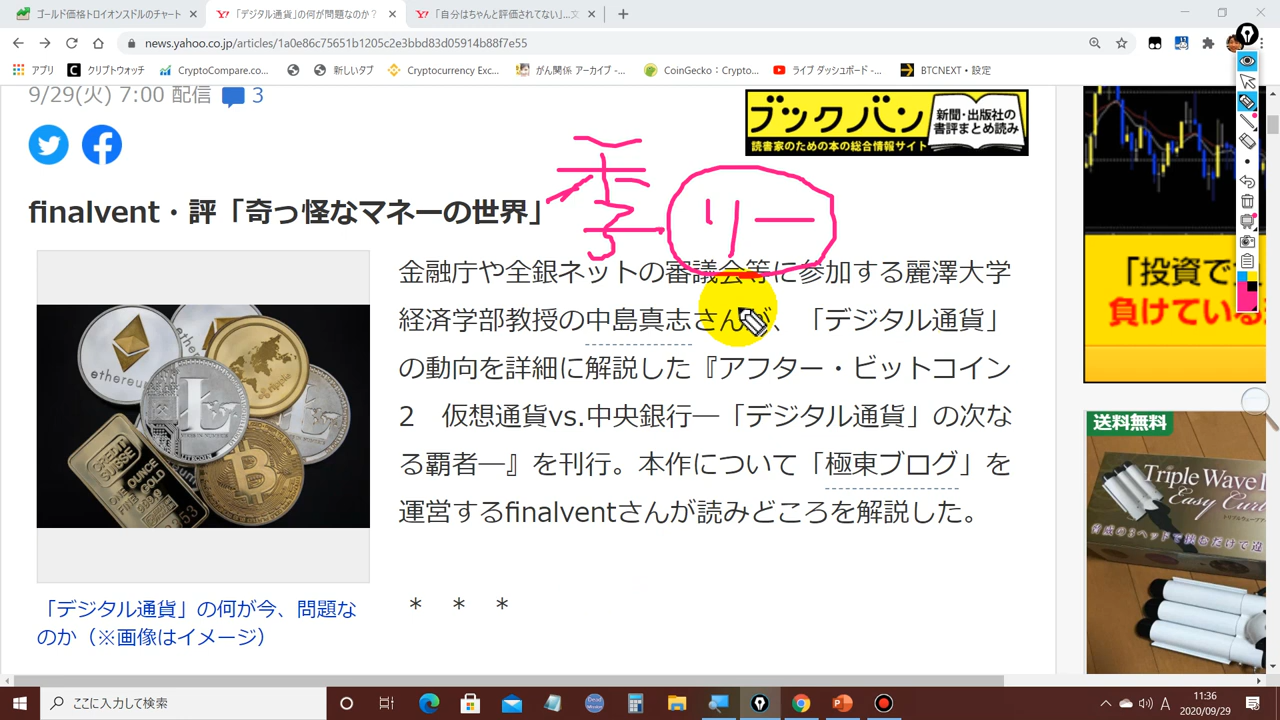 ゴールド価格トロイオンスドルのチャート
「デジタル通貨」の何が問題なのか？
「自分はちゃんと評価されてない」…文
news.yahoo.co.jp/articles/1a0e86c75651b1205c2e3bbd83d05914b88f7e55
アプリ
クリプトウォッチ
CryptoCompare.co...
新しいタブ
Cryptocurrency Exc...
がん関係 アーカイブ -...
CoinGecko：Crypto...
ライブ ダッシュボード -...
BTCNEXT・設定
9/29(火) 7:00 配信 3
ブックバン
新聞・出版社の
書評まとめ読み
読書家のための本の総合情報サイト
季 リー
finalvent・評「奇っ怪なマネーの世界」
金融庁や全銀ネットの審議会等に参加する麗澤大学
経済学部教授の中島真志さんが、「デジタル通貨」
の動向を詳細に解説した『アフター・ビットコイン
2　仮想通貨vs.中央銀行―「デジタル通貨」の次な
る覇者―』を刊行。本作について「極東ブログ」を
運営するfinalventさんが読みどころを解説した。
＊ ＊ ＊
ethereum
「デジタル通貨」の何が今、問題な
のか（※画像はイメージ）
「投資で
負けている
送料無料
Triple Wave
Easy Curl
脅威の3ヘッドで挟むだけで
ここに入力して検索
A
11:36
2020/09/29